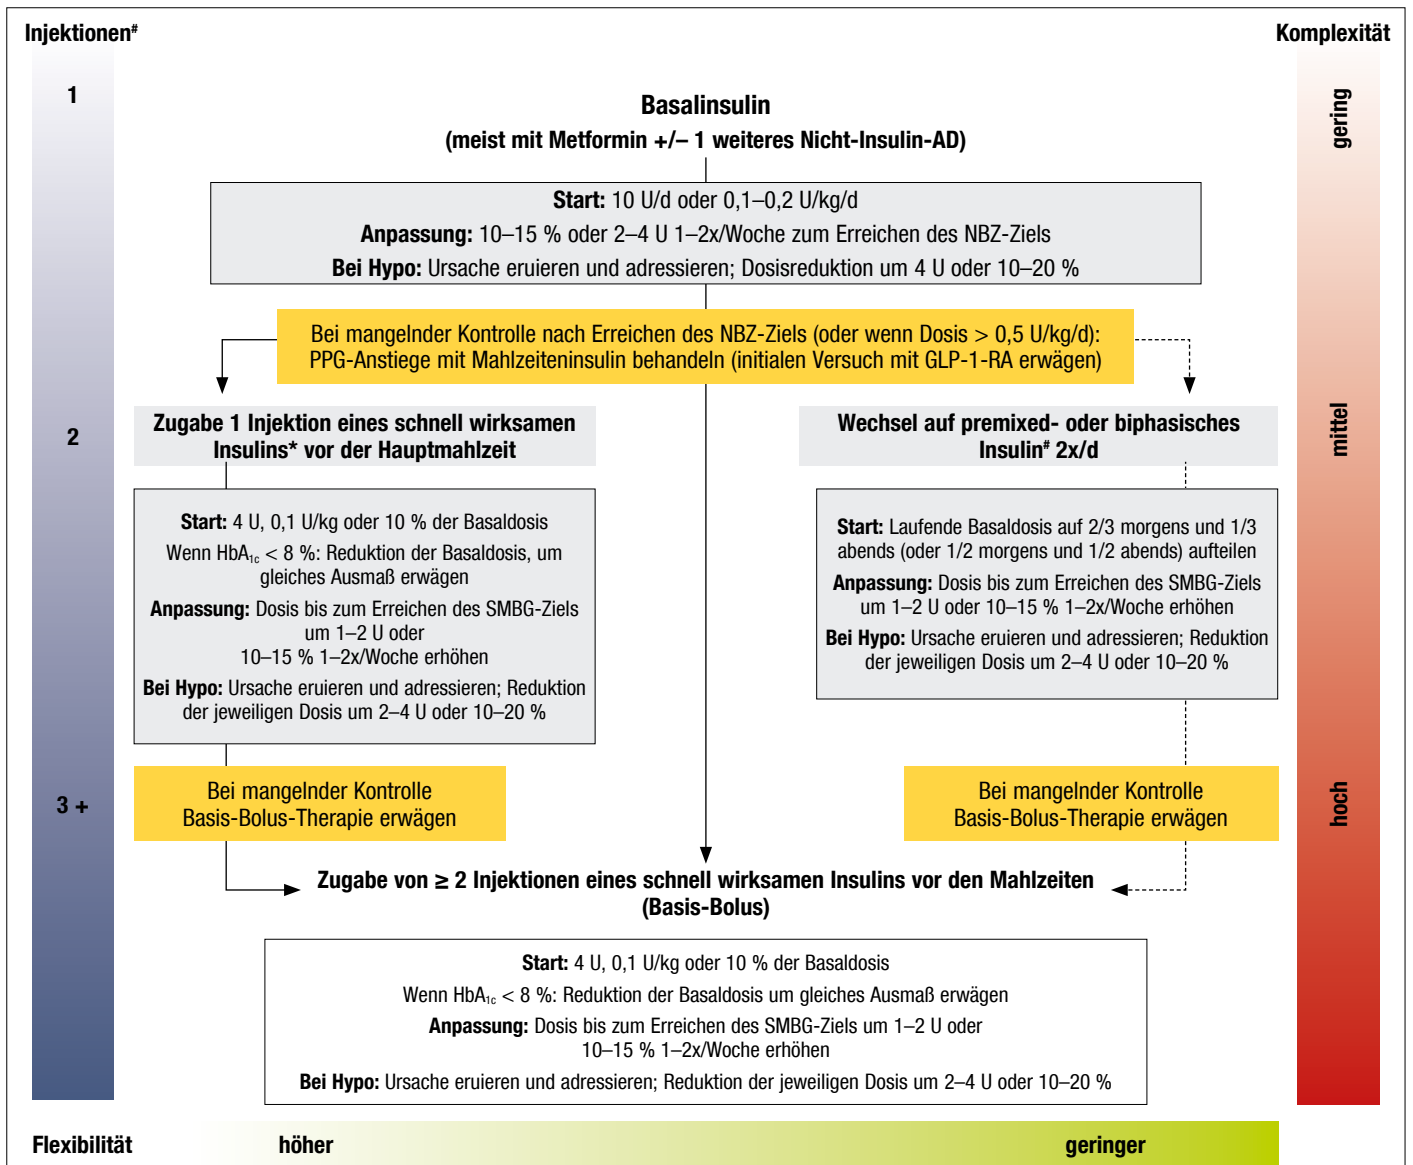 Injektionen#
Komplexität
1
gering
Basalinsulin
(meist mit Metformin +/– 1 weiteres Nicht-Insulin-AD)
Start: 10 U/d oder 0,1–0,2 U/kg/d
Anpassung: 10–15 % oder 2–4 U 1–2x/Woche zum Erreichen des NBZ-Ziels
Bei Hypo: Ursache eruieren und adressieren; Dosisreduktion um 4 U oder 10–20 %
Bei mangelnder Kontrolle nach Erreichen des NBZ-Ziels (oder wenn Dosis > 0,5 U/kg/d):
PPG-Anstiege mit Mahlzeiteninsulin behandeln (initialen Versuch mit GLP-1-RA erwägen)
2
mittel
Zugabe 1 Injektion eines schnell wirksamen
Insulins* vor der Hauptmahlzeit
Start: 4 U, 0,1 U/kg oder 10 % der Basaldosis
Wenn HbA1c < 8 %: Reduktion der Basaldosis, um
gleiches Ausmaß erwägen
Anpassung: Dosis bis zum Erreichen des SMBG-Ziels
um 1–2 U oder
10–15 % 1–2x/Woche erhöhen
Bei Hypo: Ursache eruieren und adressieren; Reduktion
der jeweiligen Dosis um 2–4 U oder 10–20 %
Wechsel auf premixed- oder biphasisches
Insulin# 2x/d
Start: Laufende Basaldosis auf 2/3 morgens und 1/3
abends (oder 1/2 morgens und 1/2 abends) aufteilen
Anpassung: Dosis bis zum Erreichen des SMBG-Ziels
um 1–2 U oder 10–15 % 1–2x/Woche erhöhen
Bei Hypo: Ursache eruieren und adressieren; Reduktion
der jeweiligen Dosis um 2–4 U oder 10–20 %
3 +
hoch
Bei mangelnder Kontrolle
Basis-Bolus-Therapie erwägen
Bei mangelnder Kontrolle
Basis-Bolus-Therapie erwägen
Zugabe von ≥ 2 Injektionen eines schnell wirksamen Insulins vor den Mahlzeiten
(Basis-Bolus)
Start: 4 U, 0,1 U/kg oder 10 % der Basaldosis
Wenn HbA1c < 8 %: Reduktion der Basaldosis um gleiches Ausmaß erwägen
Anpassung: Dosis bis zum Erreichen des SMBG-Ziels um 1–2 U oder
10–15 % 1–2x/Woche erhöhen
Bei Hypo: Ursache eruieren und adressieren; Reduktion der jeweiligen Dosis um 2–4 U oder 10–20 %
Flexibilität
höher
geringer